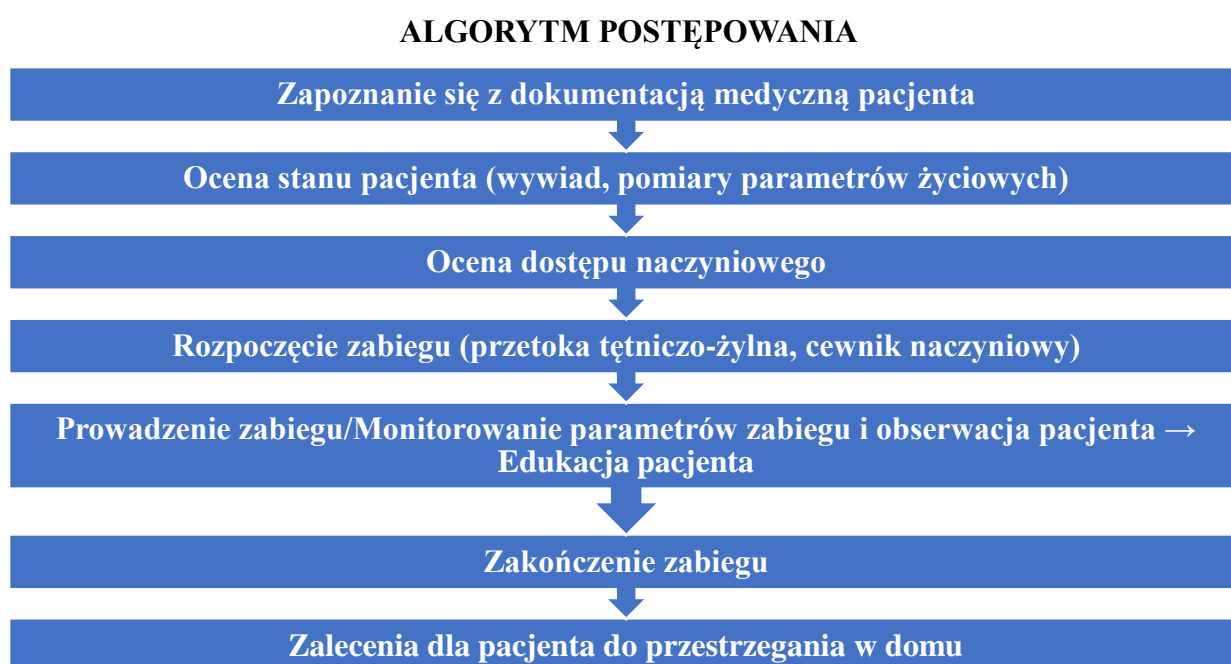 ALGORYTM POSTĘPOWANIA
Zapoznanie się z dokumentacją medyczną pacjenta
Ocena stanu pacjenta (wywiad, pomiary parametrów życiowych)
Ocena dostępu naczyniowego
Rozpoczęcie zabiegu (przetoka tętniczo-żylna, cewnik naczyniowy)
Prowadzenie zabiegu/Monitorowanie parametrów zabiegu i obserwacja pacjenta →
Edukacja pacjenta
Zakończenie zabiegu
Zalecenia dla pacjenta do przestrzegania w domu